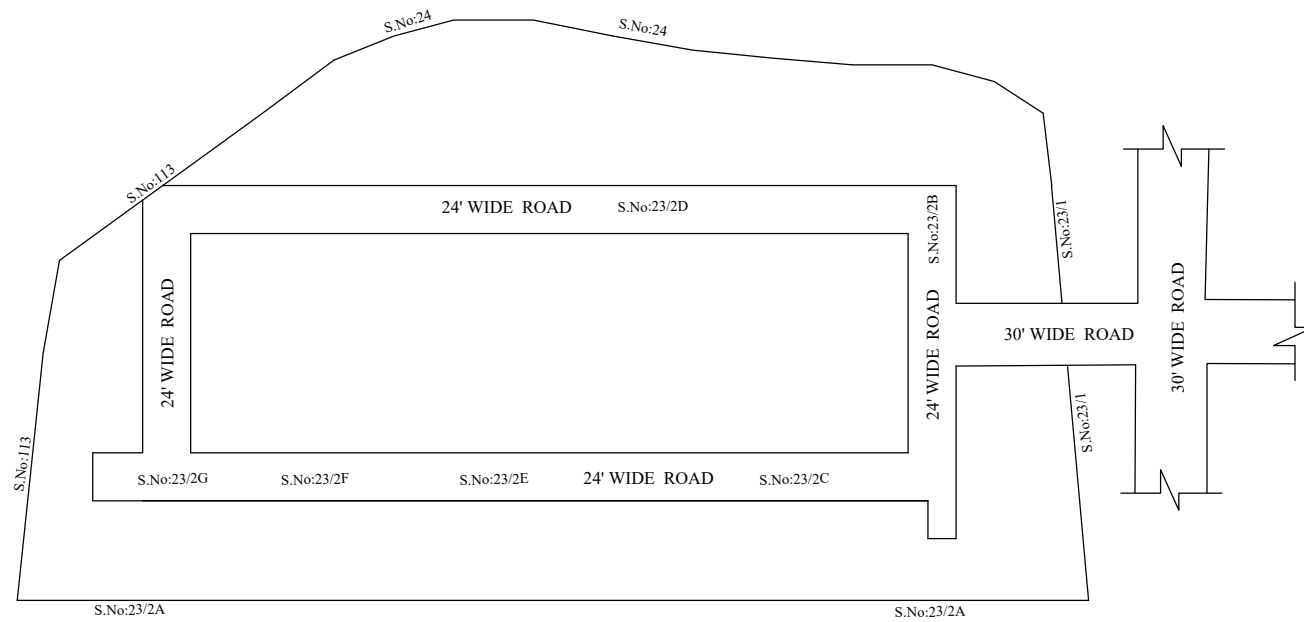 S.No:24
S.No:24
S.No:113
24' WIDE ROAD
S.No:23/2D
S.No:23/2B
S.No:23/1
24' WIDE ROAD
24' WIDE ROAD
30' WIDE ROAD
30' WIDE ROAD
S.No:113
S.No:23/1
S.No:23/2G
S.No:23/2F
S.No:23/2E
24' WIDE ROAD
S.No:23/2C
S.No:23/2A
S.No:23/2A